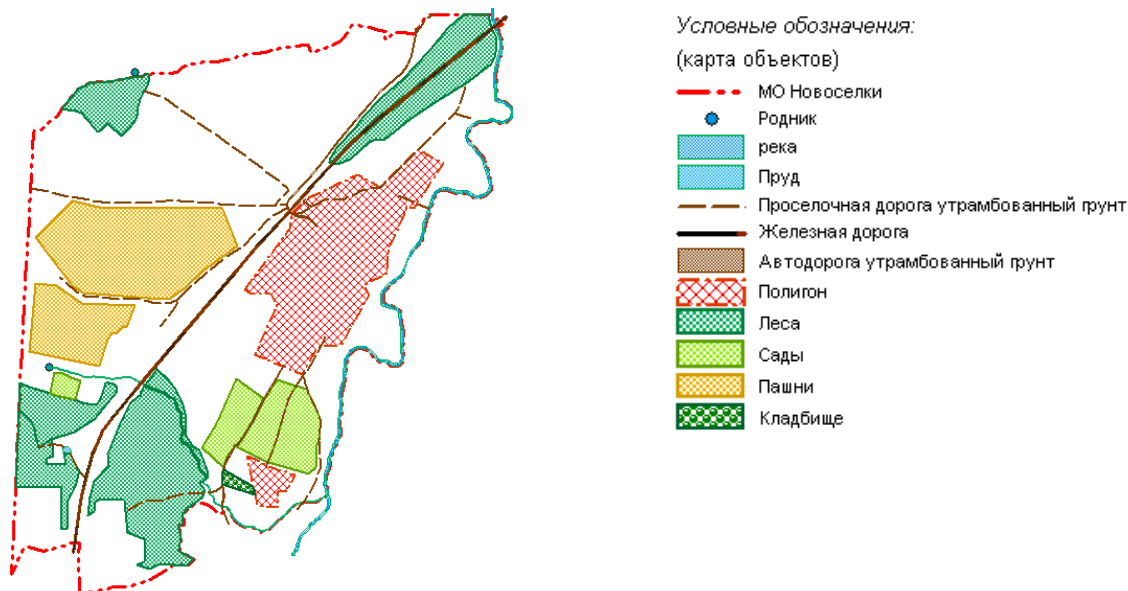 Условные обозначения:
(карта объектов)
МО Новоселки
Родник
река
Пруд
Проселочная дорога утрамбованный грунт
Железная дорога
Автодорога утрамбованный грунт
Полигон
Леса
Сады
Пашни
Кладбище